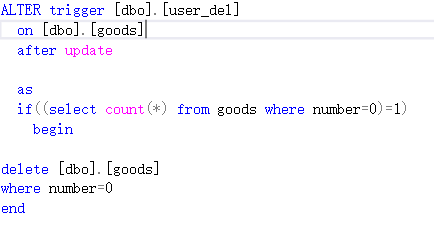 ALTER trigger [dbo].[user_del]
on [dbo].[goods]
after update
as
if((select count(*) from goods where number=0)=1)
begin
delete [dbo].[goods]
where number=0
end